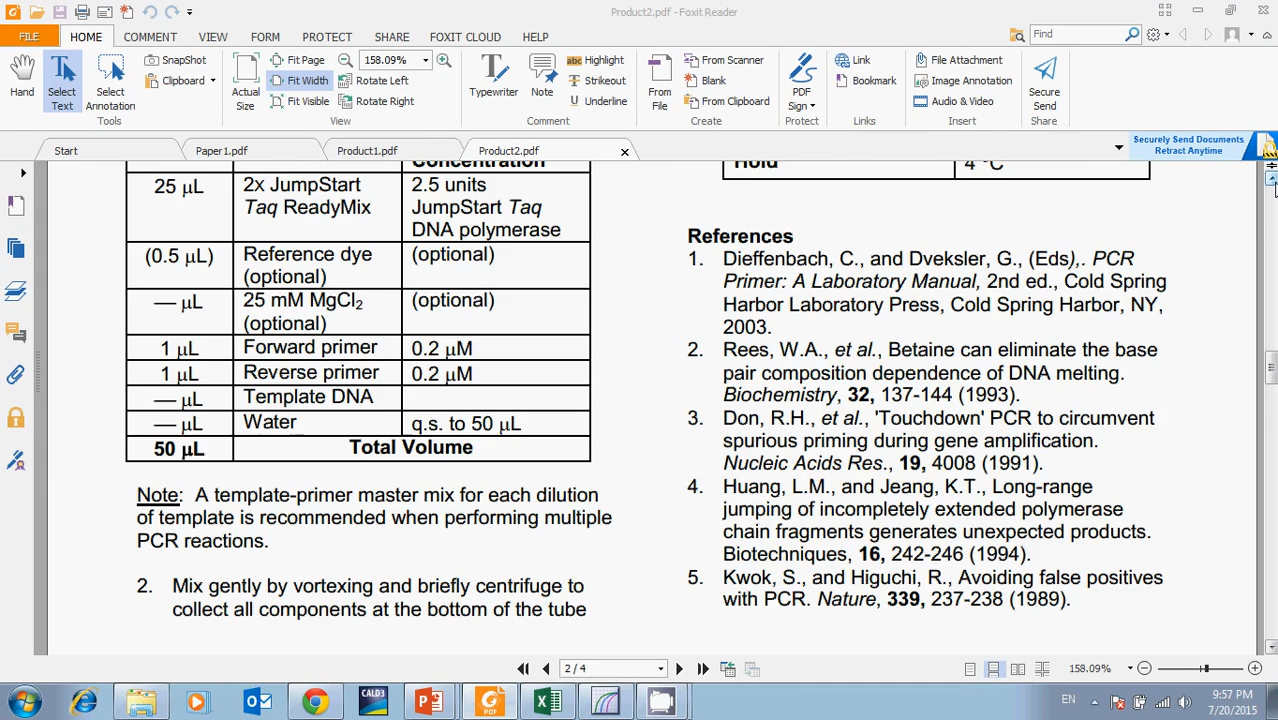 Product2.pdf - Foxit Reader
FILE
HOME
COMMENT
VIEW
FORM
PROTECT
SHARE
FOXIT CLOUD
HELP
Find
Hand
Select
Text
Select
Annotation
SnapShot
Clipboard
Tools
Actual
Size
Fit Page
Fit Width
Fit Visible
158.09%
Rotate Left
Rotate Right
View
Typewriter
Note
Highlight
Strikeout
Underline
Comment
From
File
From Scanner
Blank
From Clipboard
Create
PDF
Sign
Protect
Link
Bookmark
Links
File Attachment
Image Annotation
Audio & Video
Insert
Secure
Send
Share
Start
Paper1.pdf
Product1.pdf
Product2.pdf
Securely Send Documents
Retract Anytime
Concentration
25 µL 2x JumpStart 2.5 units
Taq ReadyMix JumpStart Taq
DNA polymerase
(0.5 µL) Reference dye (optional)
(optional)
— µL 25 mM MgCl2 (optional)
(optional)
1 µL Forward primer 0.2 µM
1 µL Reverse primer 0.2 µM
— µL Template DNA
— µL Water q.s. to 50 µL
50 µL Total Volume
Note: A template-primer master mix for each dilution
of template is recommended when performing multiple
PCR reactions.
2. Mix gently by vortexing and briefly centrifuge to
collect all components at the bottom of the tube
Hold 4 °C
References
1. Dieffenbach, C., and Dveksler, G., (Eds),. PCR
Primer: A Laboratory Manual, 2nd ed., Cold Spring
Harbor Laboratory Press, Cold Spring Harbor, NY,
2003.
2. Rees, W.A., et al., Betaine can eliminate the base
pair composition dependence of DNA melting.
Biochemistry, 32, 137-144 (1993).
3. Don, R.H., et al., 'Touchdown' PCR to circumvent
spurious priming during gene amplification.
Nucleic Acids Res., 19, 4008 (1991).
4. Huang, L.M., and Jeang, K.T., Long-range
jumping of incompletely extended polymerase
chain fragments generates unexpected products.
Biotechniques, 16, 242-246 (1994).
5. Kwok, S., and Higuchi, R., Avoiding false positives
with PCR. Nature, 339, 237-238 (1989).
2 / 4
158.09%
CALD3
PDF
EN
9:57 PM
7/20/2015